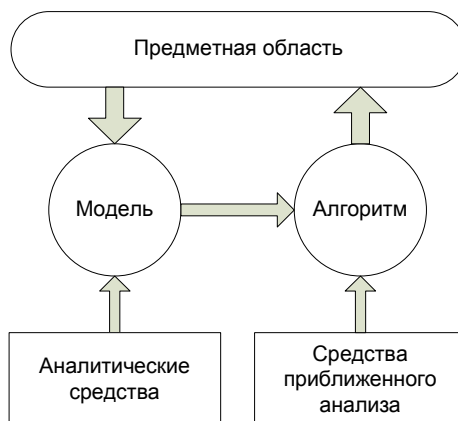 Предметная область
Модель
Алгоритм
Аналитические
средства
Средства
приближенного
анализа